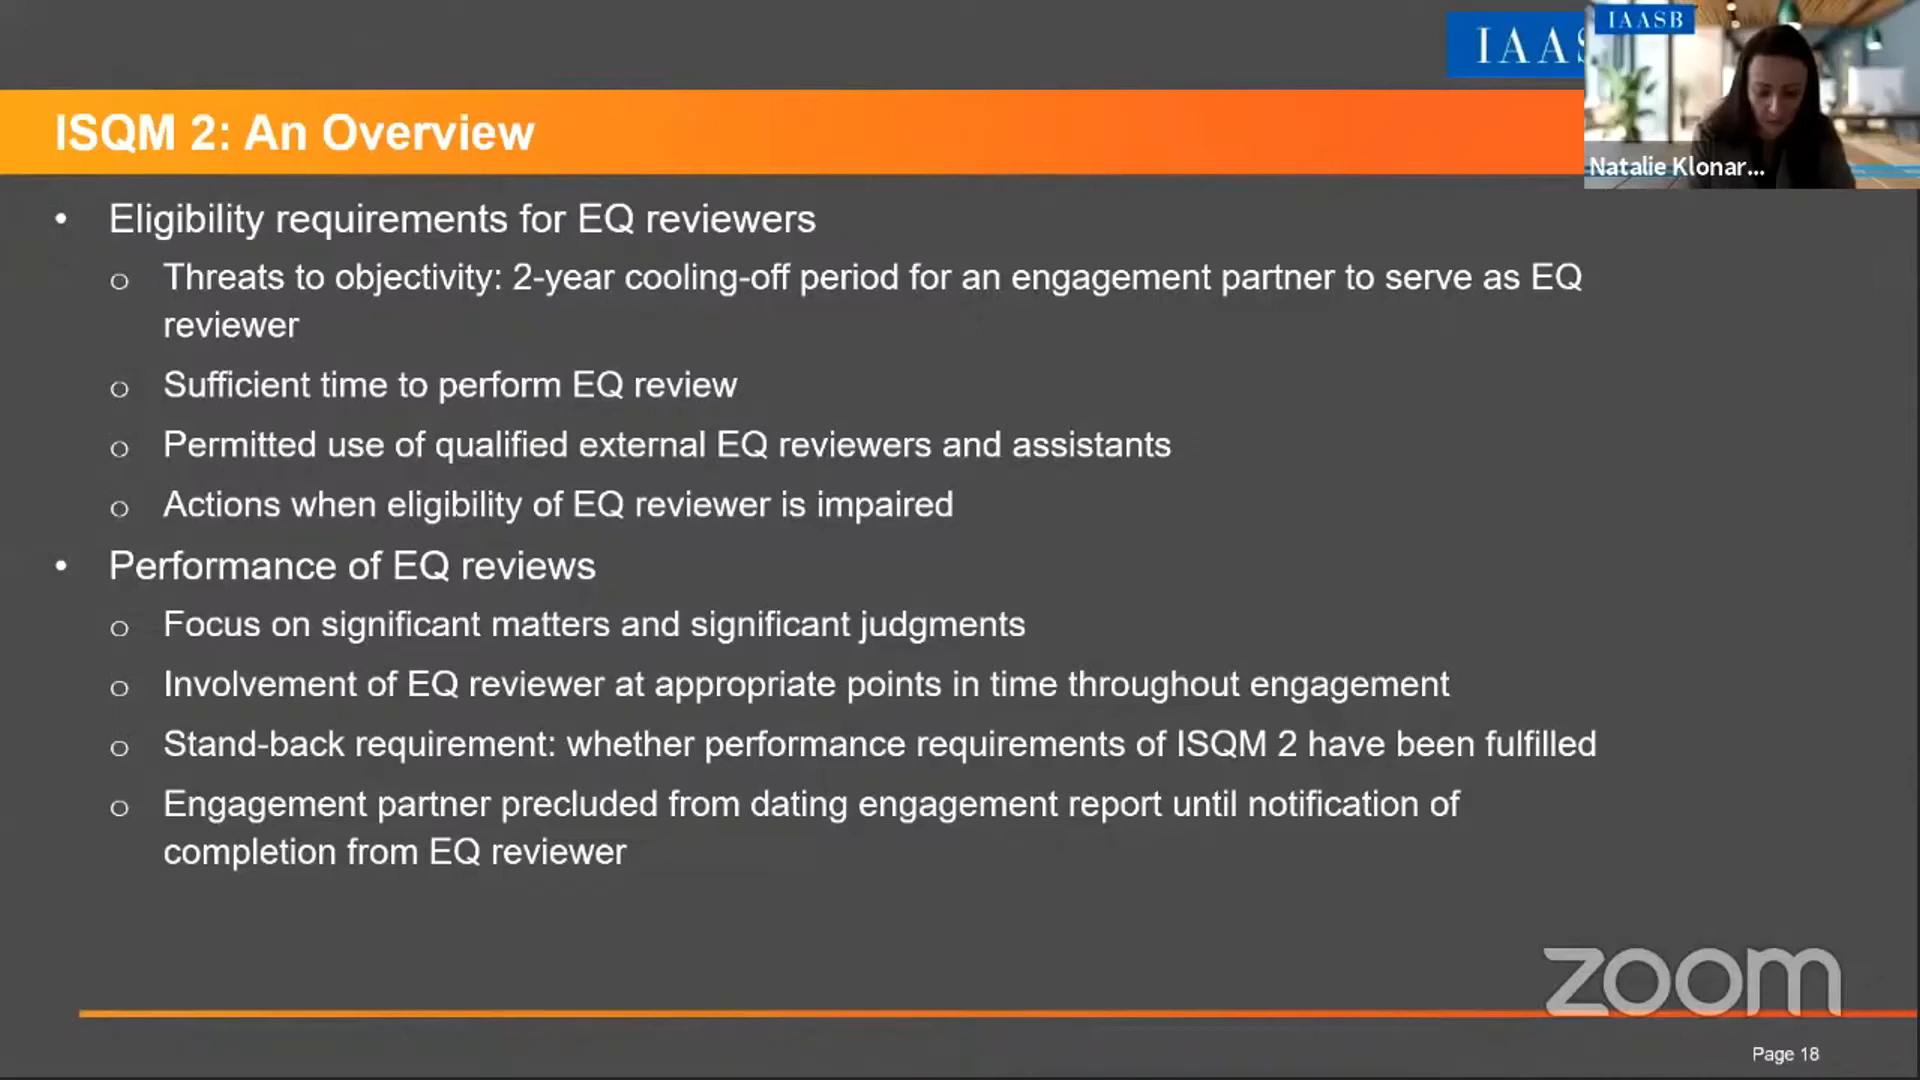 IAAS
IAASB
Natalie Klonar...
ISQM 2: An Overview
• Eligibility requirements for EQ reviewers
o Threats to objectivity: 2-year cooling-off period for an engagement partner to serve as EQ
reviewer
o Sufficient time to perform EQ review
o Permitted use of qualified external EQ reviewers and assistants
o Actions when eligibility of EQ reviewer is impaired
• Performance of EQ reviews
o Focus on significant matters and significant judgments
o Involvement of EQ reviewer at appropriate points in time throughout engagement
o Stand-back requirement: whether performance requirements of ISQM 2 have been fulfilled
o Engagement partner precluded from dating engagement report until notification of
completion from EQ reviewer
zoom
Page 18